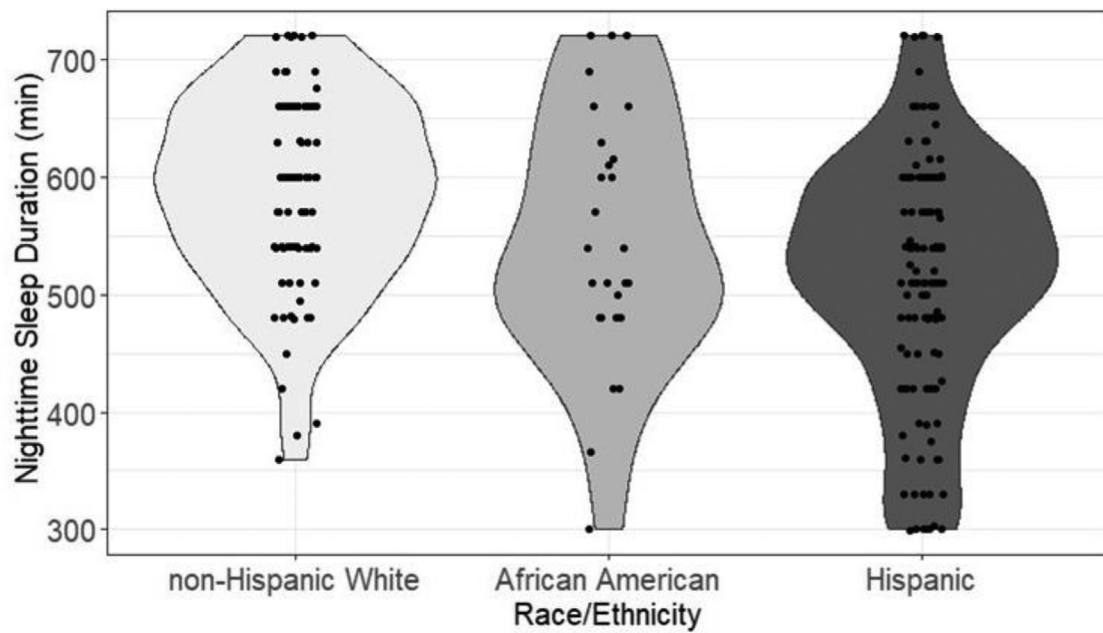 Nighttime Sleep Duration (min)
700
600
500
400
300
non-Hispanic White African American Hispanic
Race/Ethnicity